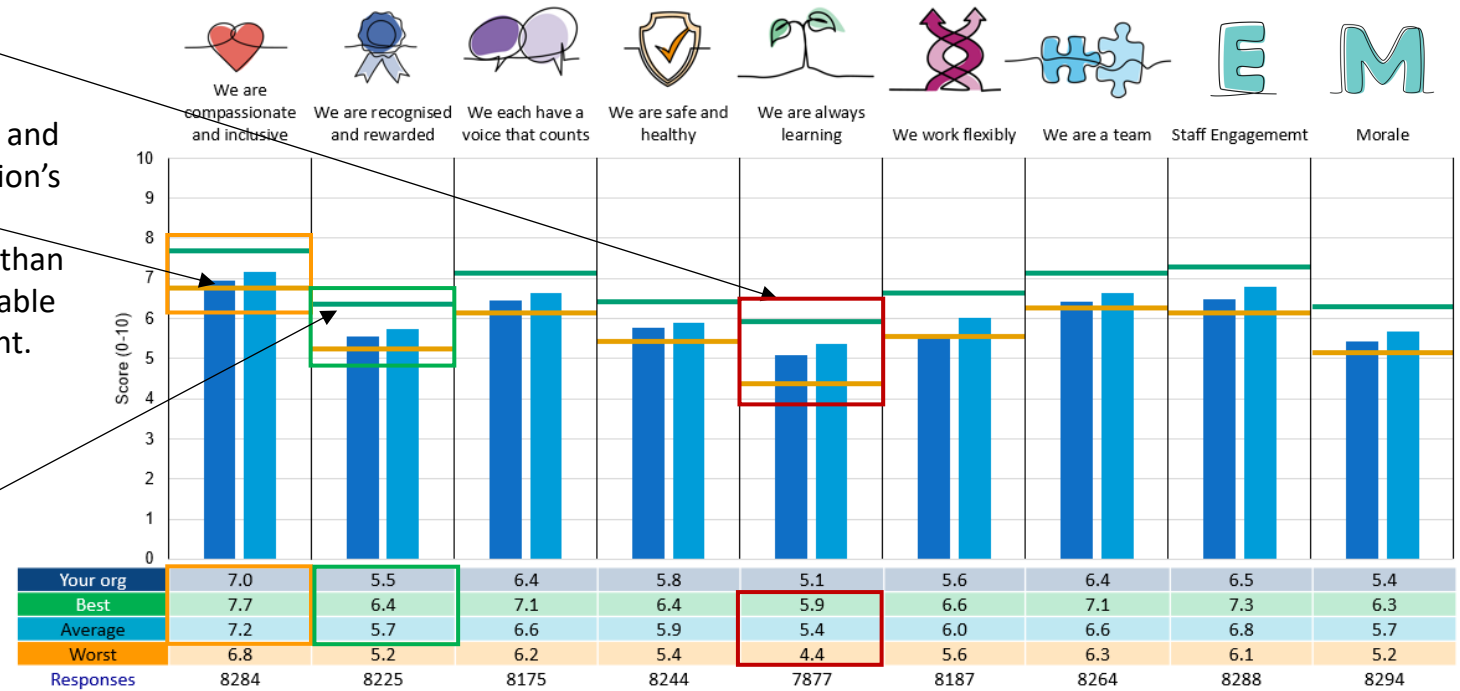 and
ion's
than
able
nt.
We are
compassionate
and inclusive
We are recognised
and rewarded
We each have a
voice that counts
We are safe and
healthy
We are always
learning
We work flexibly
We are a team
Staff Engagememt
Morale
E
M
Score (0-10)
10
9
8
7
6
5
4
3
2
1
0
Your org 7.0 5.5 6.4 5.8 5.1 5.6 6.4 6.5 5.4
Best 7.7 6.4 7.1 6.4 5.9 6.6 7.1 7.3 6.3
Average 7.2 5.7 6.6 5.9 5.4 6.0 6.6 6.8 5.7
Worst 6.8 5.2 6.2 5.4 4.4 5.6 6.3 6.1 5.2
Responses 8284 8225 8175 8244 7877 8187 8264 8288 8294